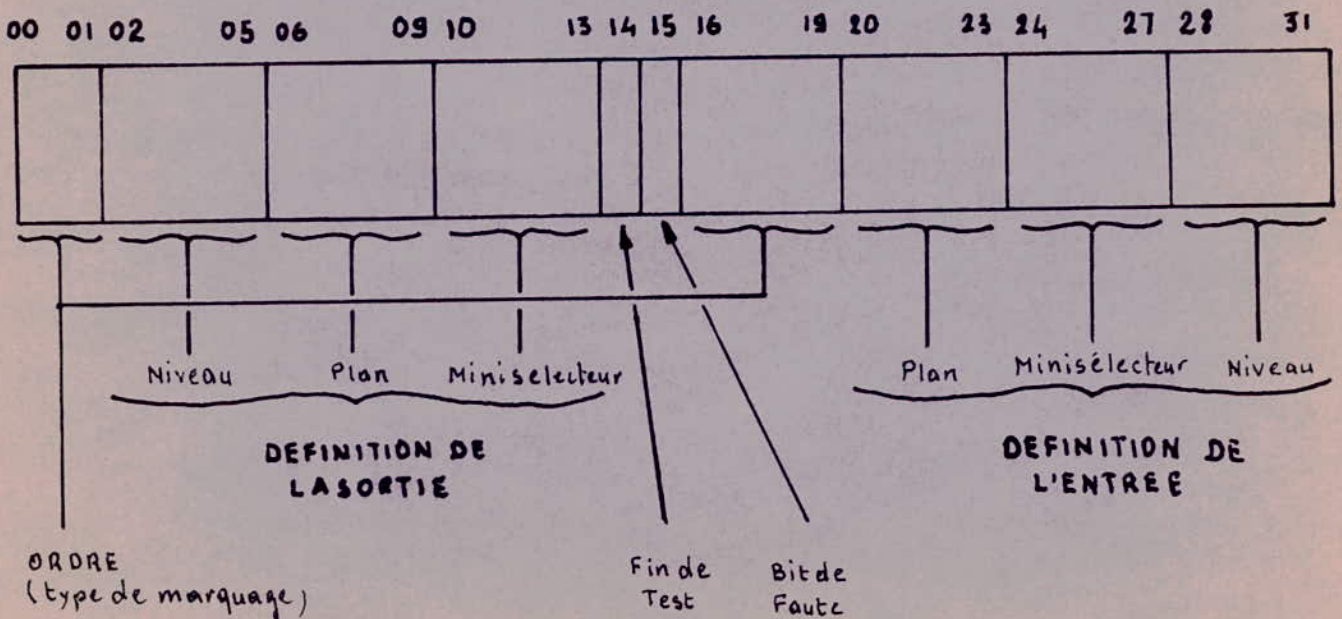 00 01 02 05 06 09 10 13 14 15 16 19 20 23 24 27 28 31
Niveau Plan Miniselecteur Plan Minisélecteur Niveau
DEFINITION DE
LA SORTIE
DEFINITION DE
L'ENTREE
ORDRE
(type de marquage)
Fin de
Test
Bit de
Faute